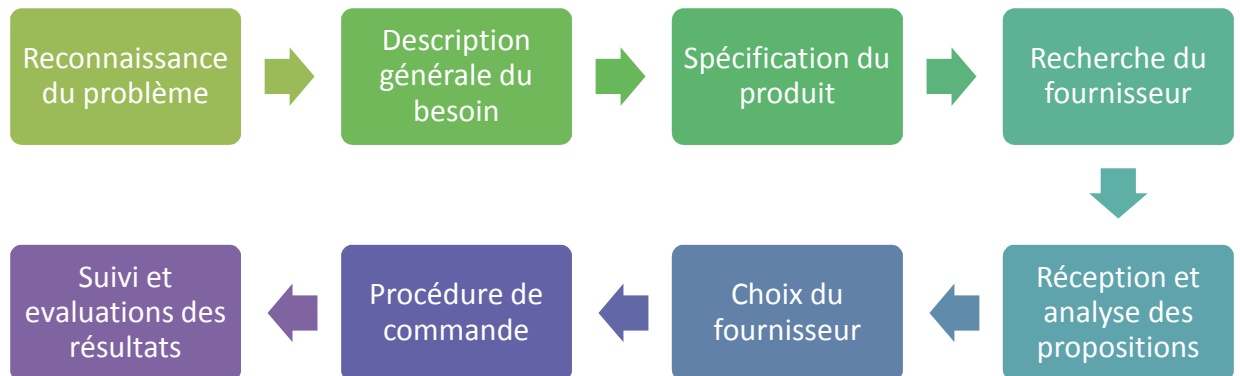 Reconnaissance
du problème
Description
générale du
besoin
Spécification du
produit
Recherche du
fournisseur
Réception et
analyse des
propositions
Choix du
fournisseur
Procédure de
commande
Suivi et
evaluations des
résultats